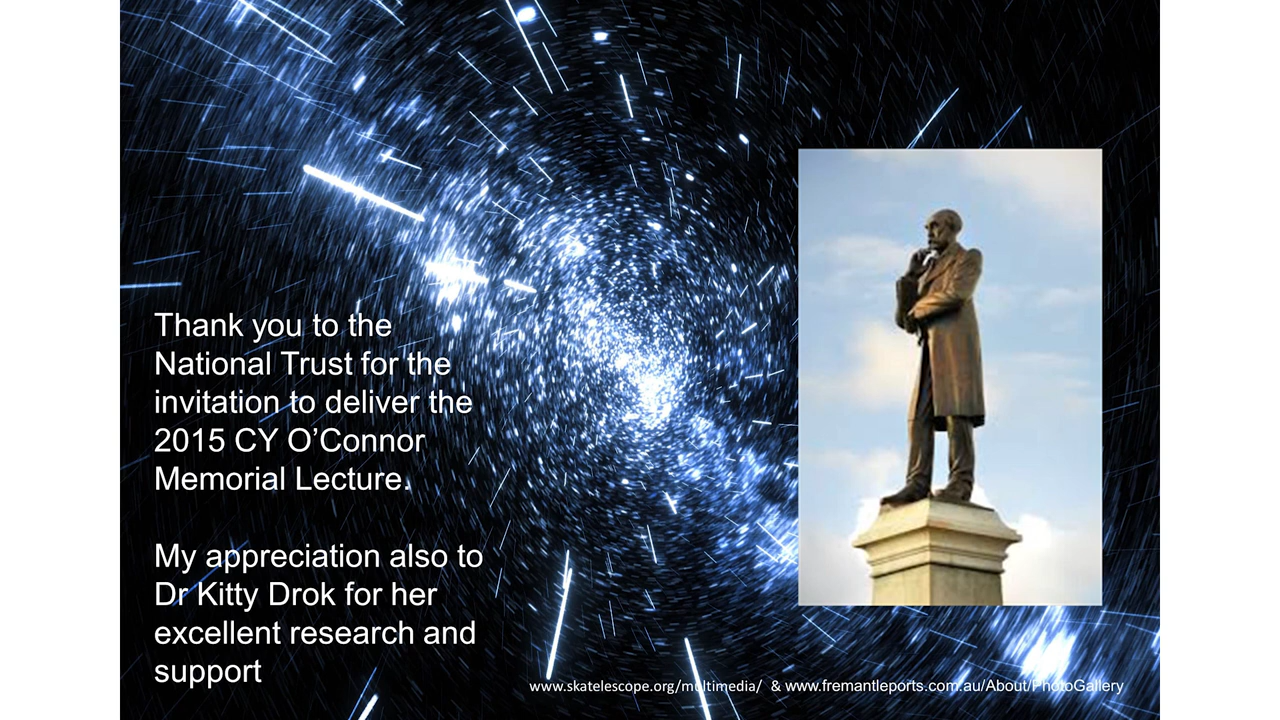 Thank you to the
National Trust for the
invitation to deliver the
2015 CY O’Connor
Memorial Lecture.
My appreciation also to
Dr Kitty Drok for her
excellent research and
support
www.skatelescope.org/multimedia/ & www.fremantleports.com.au/About/PhotoGallery